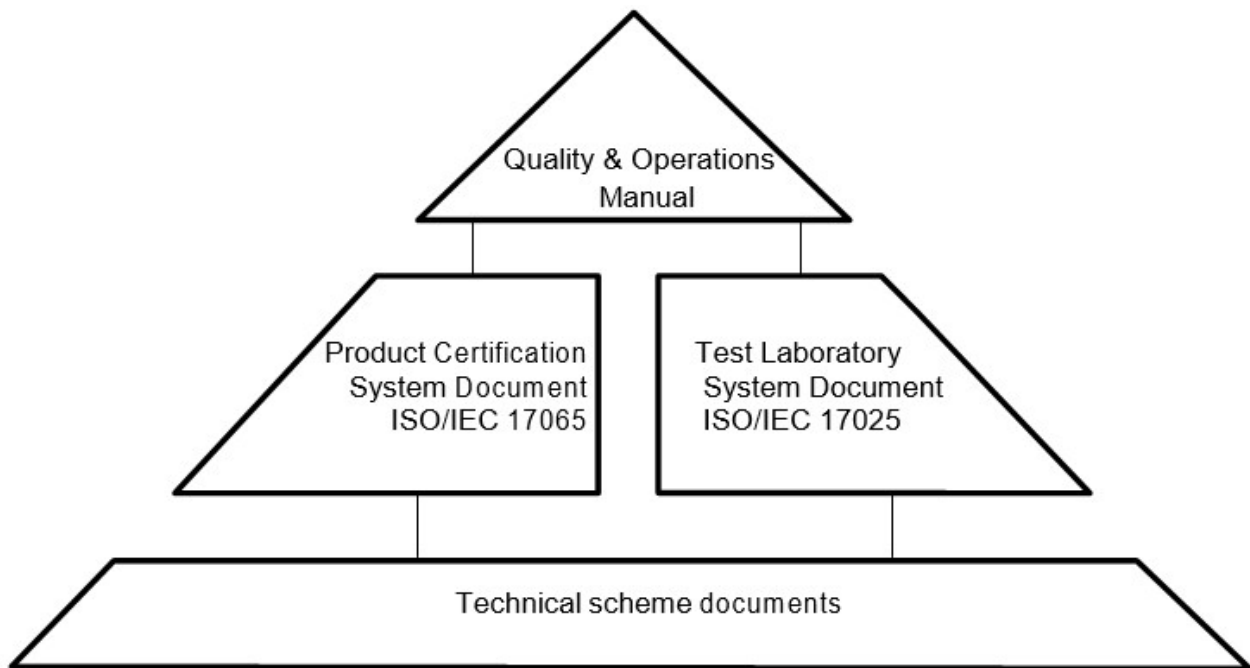 Quality & Operations
Manual
Product Certification
System Document
ISO/IEC 17065
Test Laboratory
System Document
ISO/IEC 17025
Technical scheme documents